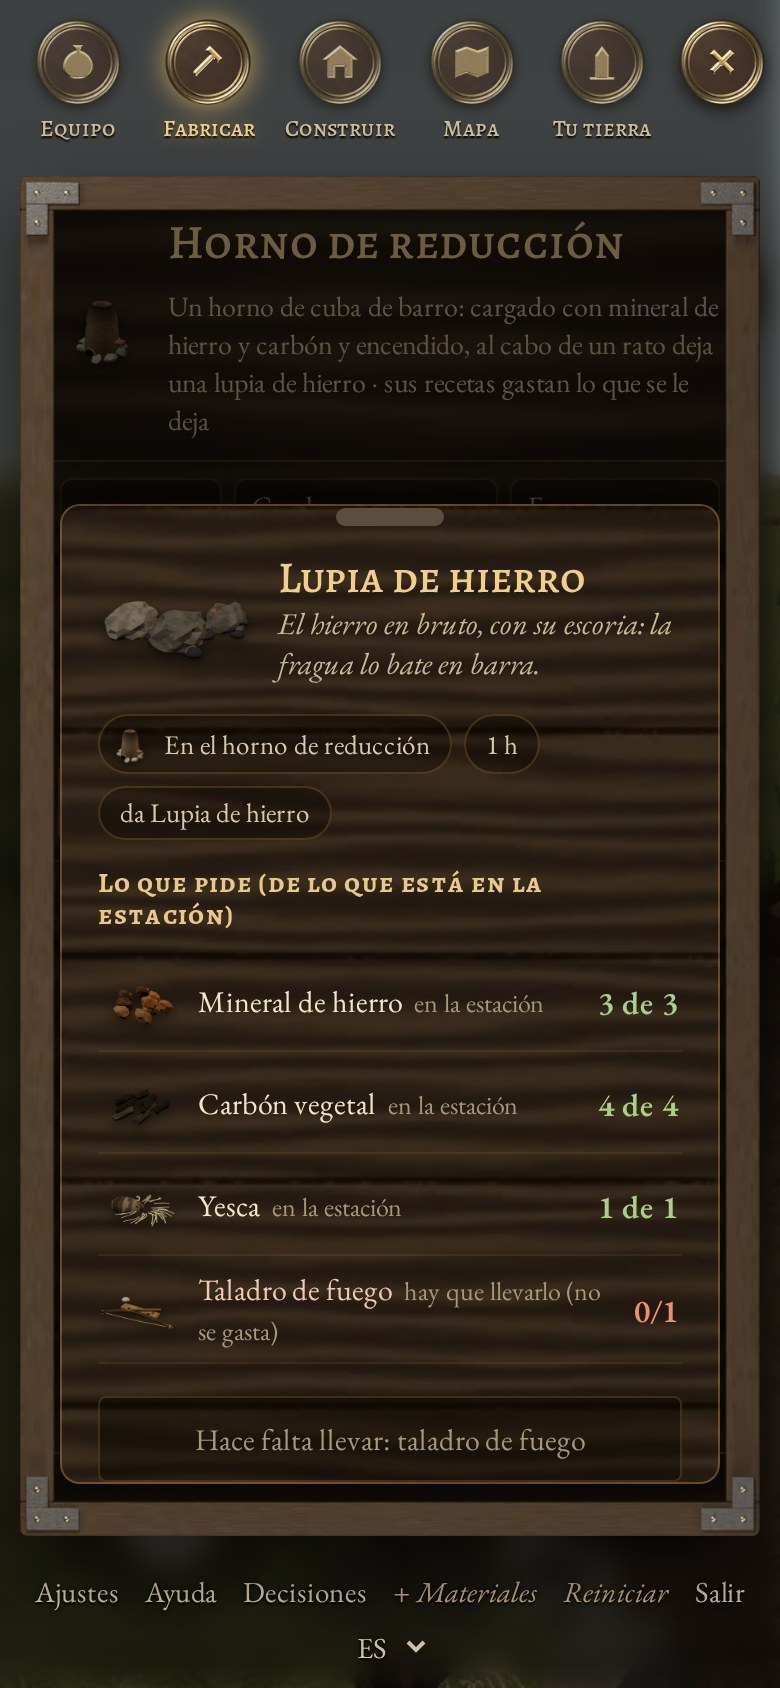 Equipo
Fabricar
Construir
Mapa
Tu tierra
Horno de reducción
Un horno de cuba de barro: cargado con mineral de
hierro y carbón y encendido, al cabo de un rato deja
una lupia de hierro · sus recetas gastan lo que se le
deja
Lupia de hierro
El hierro en bruto, con su escoria: la
fragua lo bate en barra.
En el horno de reducción
1 h
da Lupia de hierro
Lo que pide (de lo que está en la
estación)
Mineral de hierro en la estación 3 de 3
Carbón vegetal en la estación 4 de 4
Yesca en la estación 1 de 1
Taladro de fuego hay que llevarlo (no
se gasta) 0/1
Hace falta llevar: taladro de fuego
Ajustes Ayuda Decisiones + Materiales Reiniciar Salir
ES